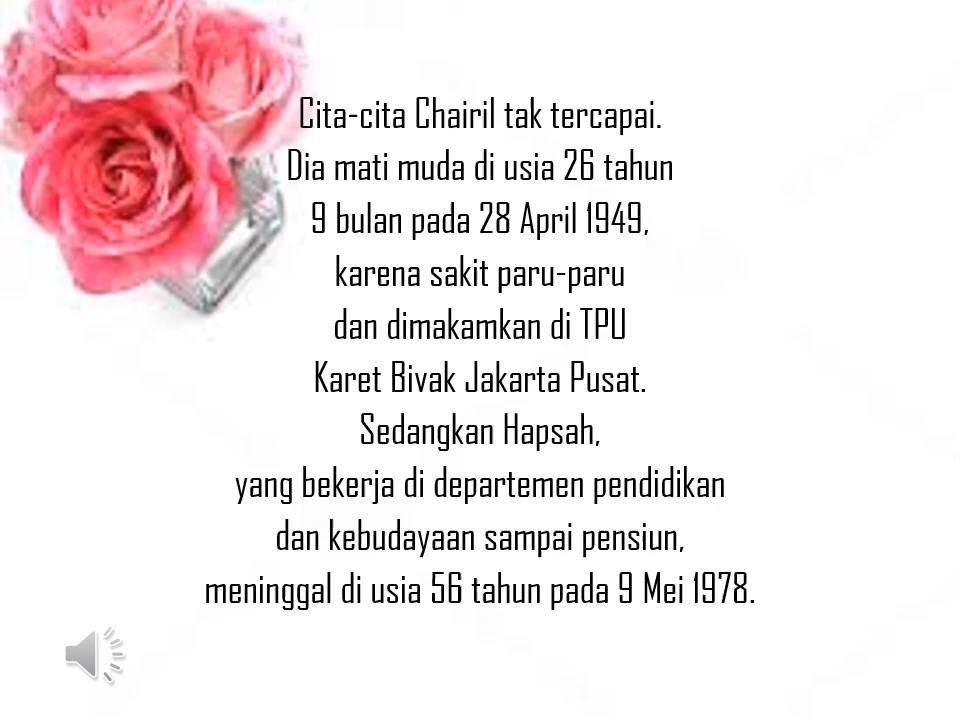 Cita-cita Chairil tak tercapai.
Dia mati muda di usia 26 tahun
9 bulan pada 28 April 1949,
karena sakit paru-paru
dan dimakamkan di TPU
Karet Bivak Jakarta Pusat.
Sedangkan Hapsah,
yang bekerja di departemen pendidikan
dan kebudayaan sampai pensiun,
meninggal di usia 56 tahun pada 9 Mei 1978.